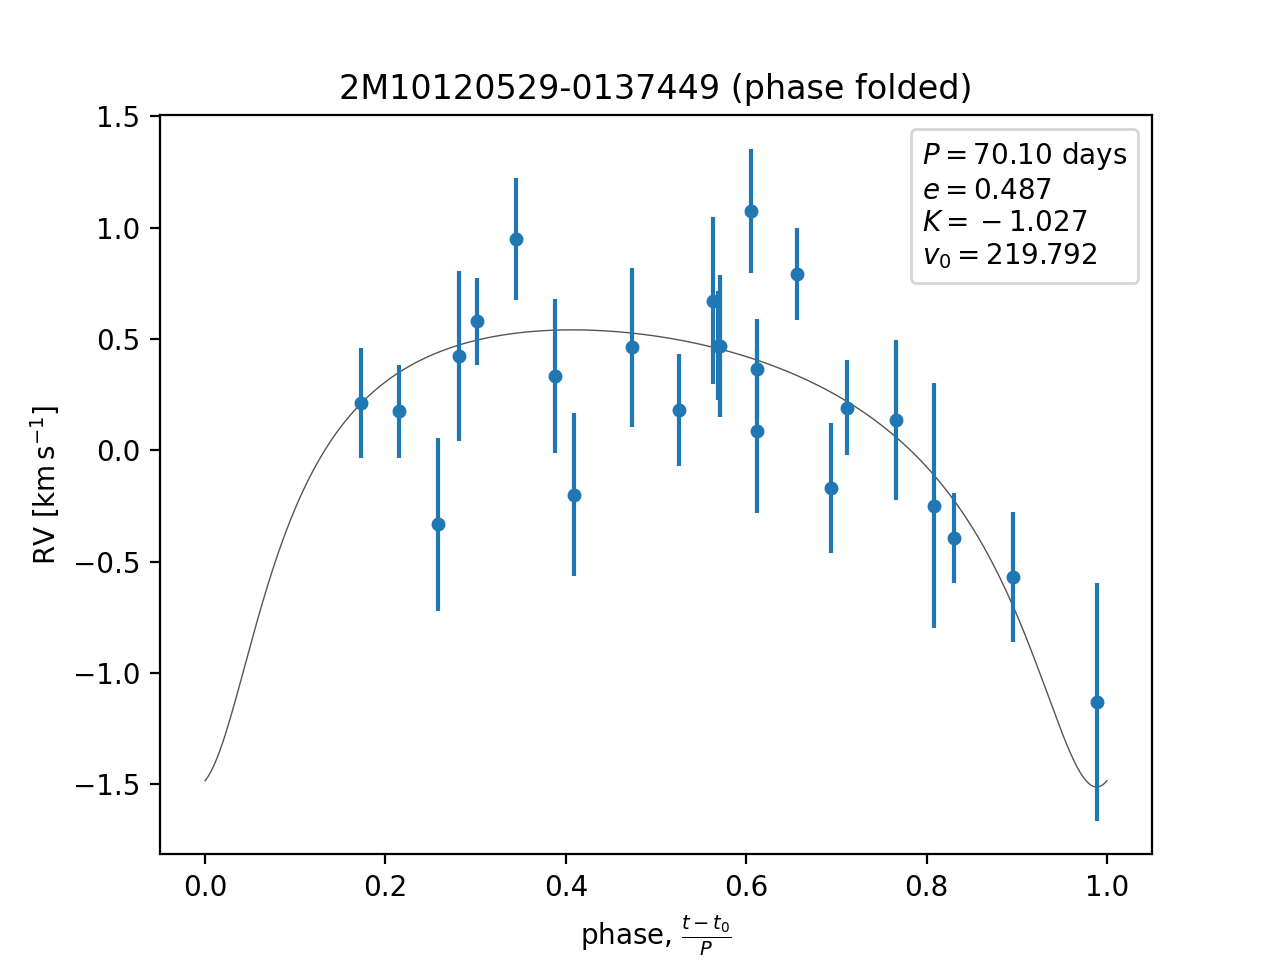 2M10120529-0137449 (phase folded)
P = 70.10 days
e = 0.487
K = −1.027
v₀ = 219.792
RV [km s⁻¹]
1.5
1.0
0.5
0.0
−0.5
−1.0
−1.5
0.0 0.2 0.4 0.6 0.8 1.0
phase, (t − t₀)/P